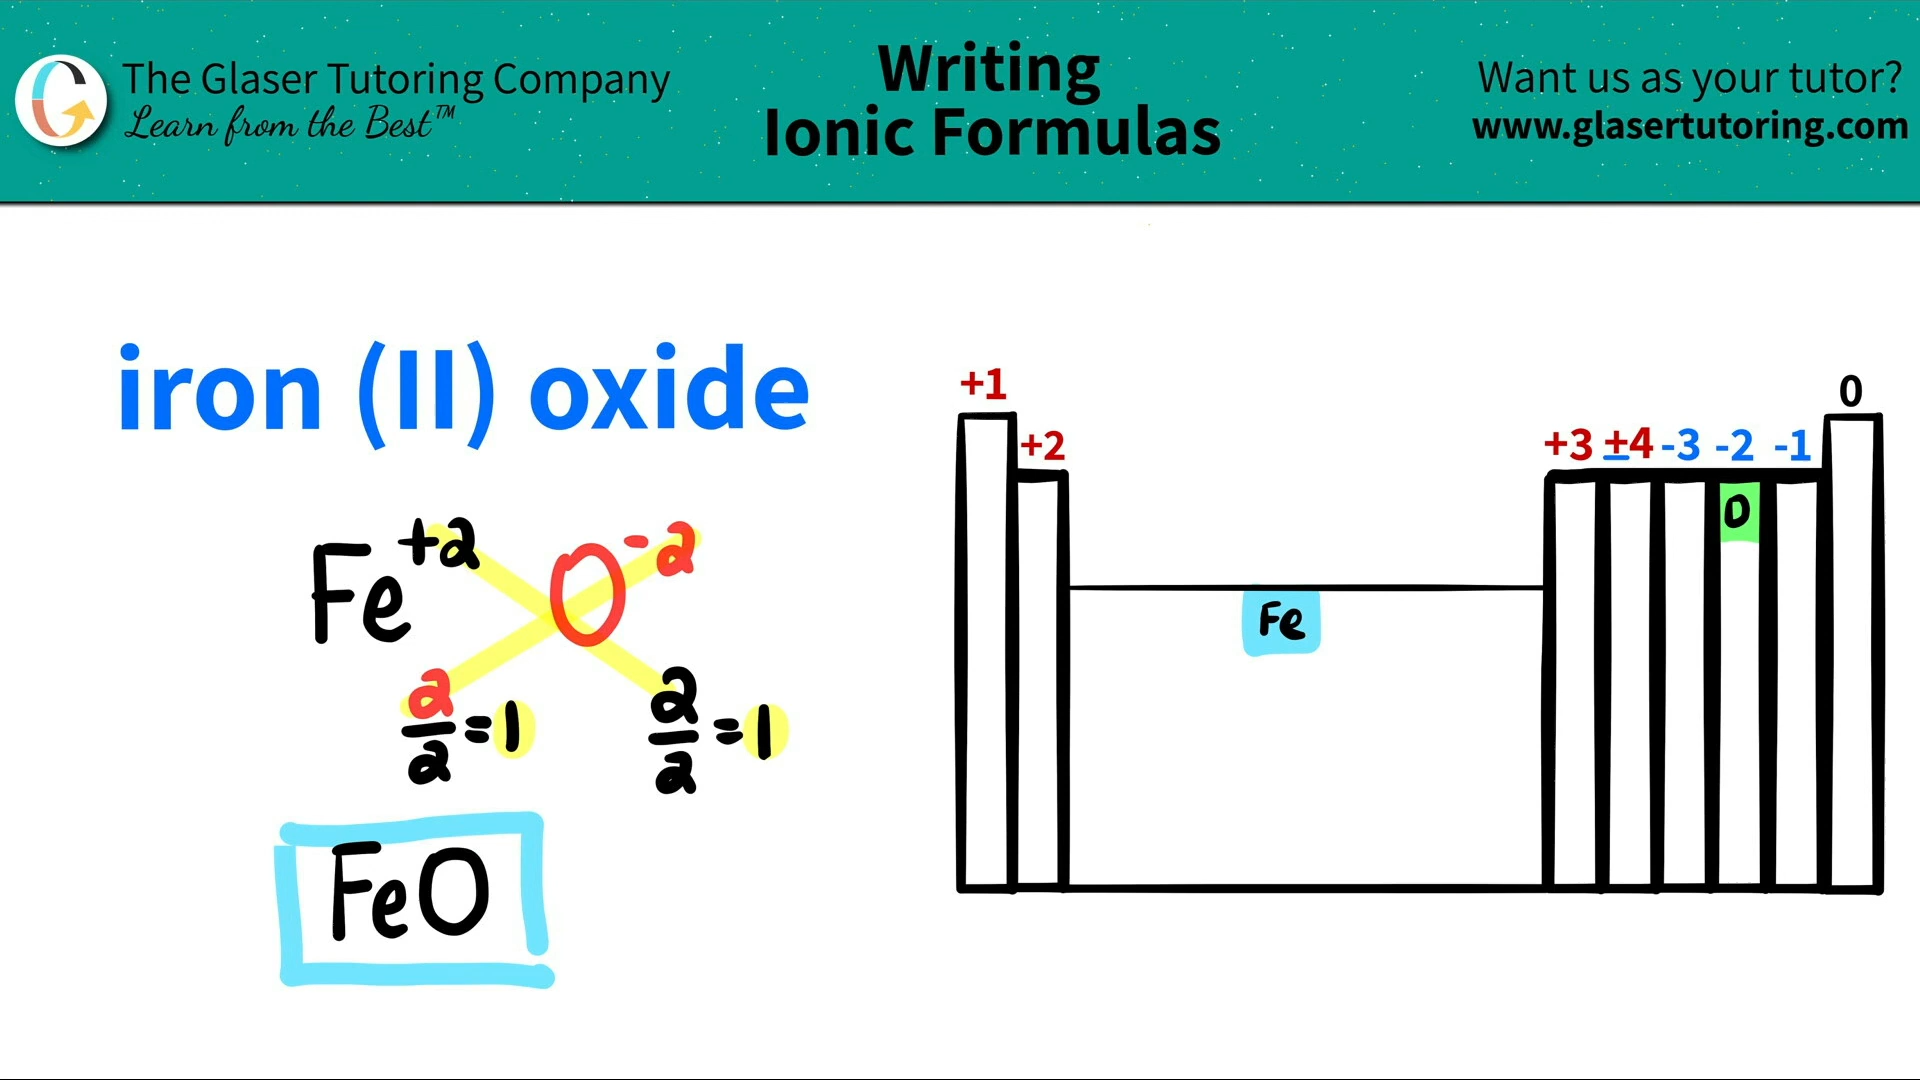 The Glaser Tutoring Company
Learn from the Best™
Writing
Ionic Formulas
Want us as your tutor?
www.glasertutoring.com
iron (II) oxide
Fe+2 O-2
2/2 = 1 2/2 = 1
FeO
+1 0
+2 +3 ±4 -3 -2 -1
O
Fe